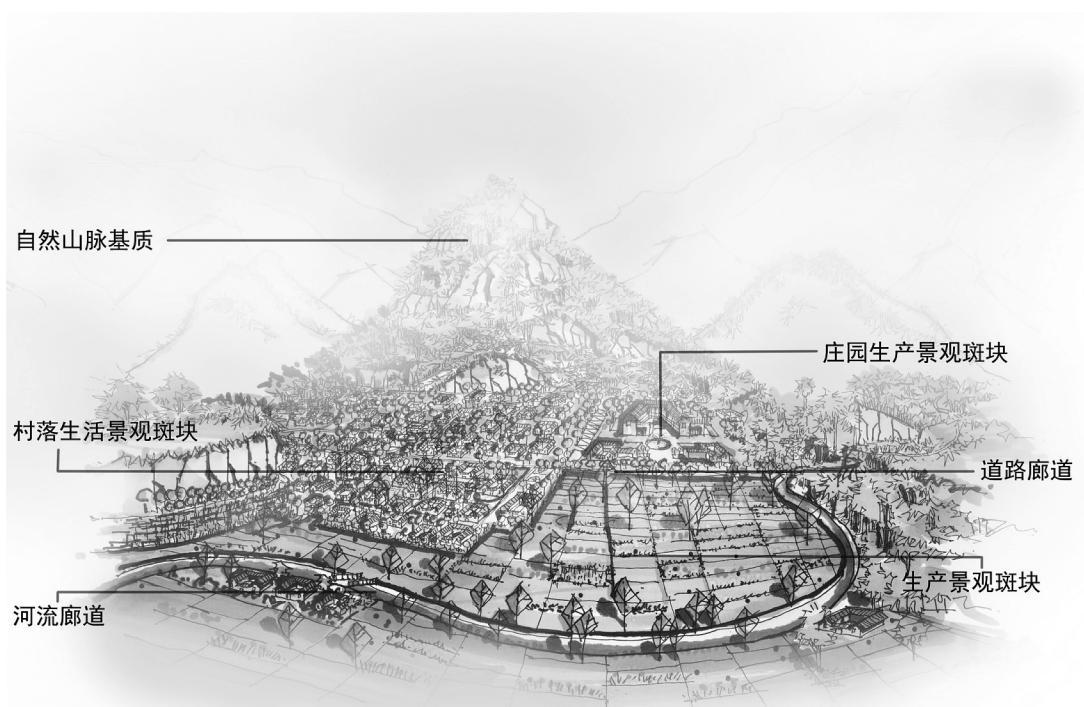 自然山脉基质
庄园生产景观斑块
村落生活景观斑块
道路廊道
生产景观斑块
河流廊道